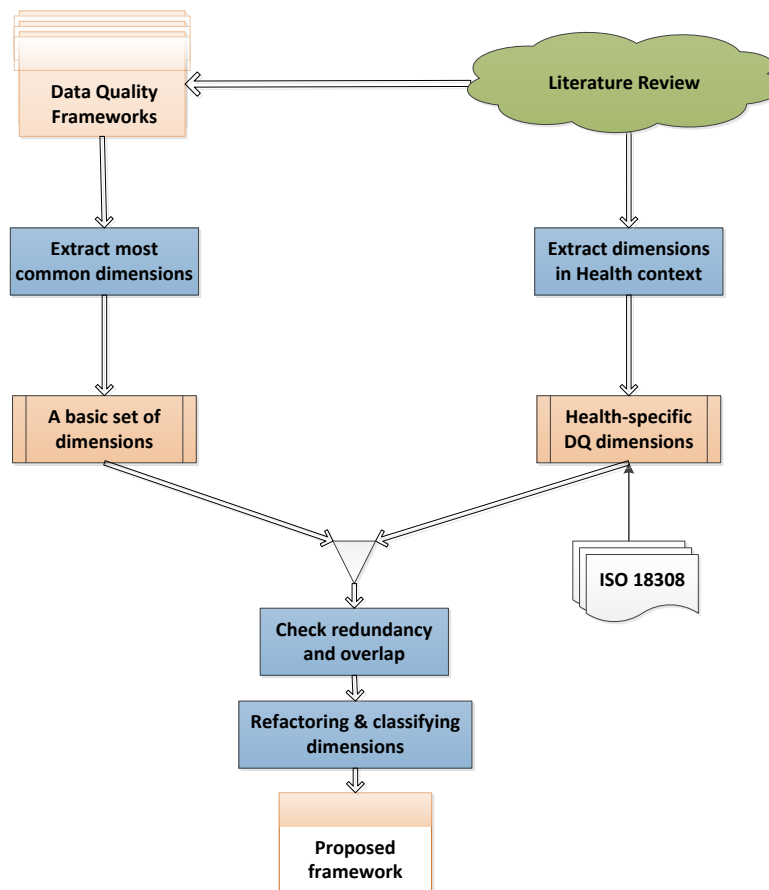 Data Quality
Frameworks
Literature Review
Extract most
common dimensions
Extract dimensions
in Health context
A basic set of
dimensions
Health-specific
DQ dimensions
ISO 18308
Check redundancy
and overlap
Refactoring & classifying
dimensions
Proposed
framework